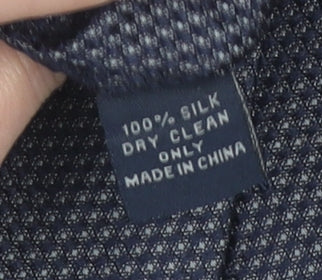 100% SILK
DRY CLEAN
ONLY
MADE IN CHINA